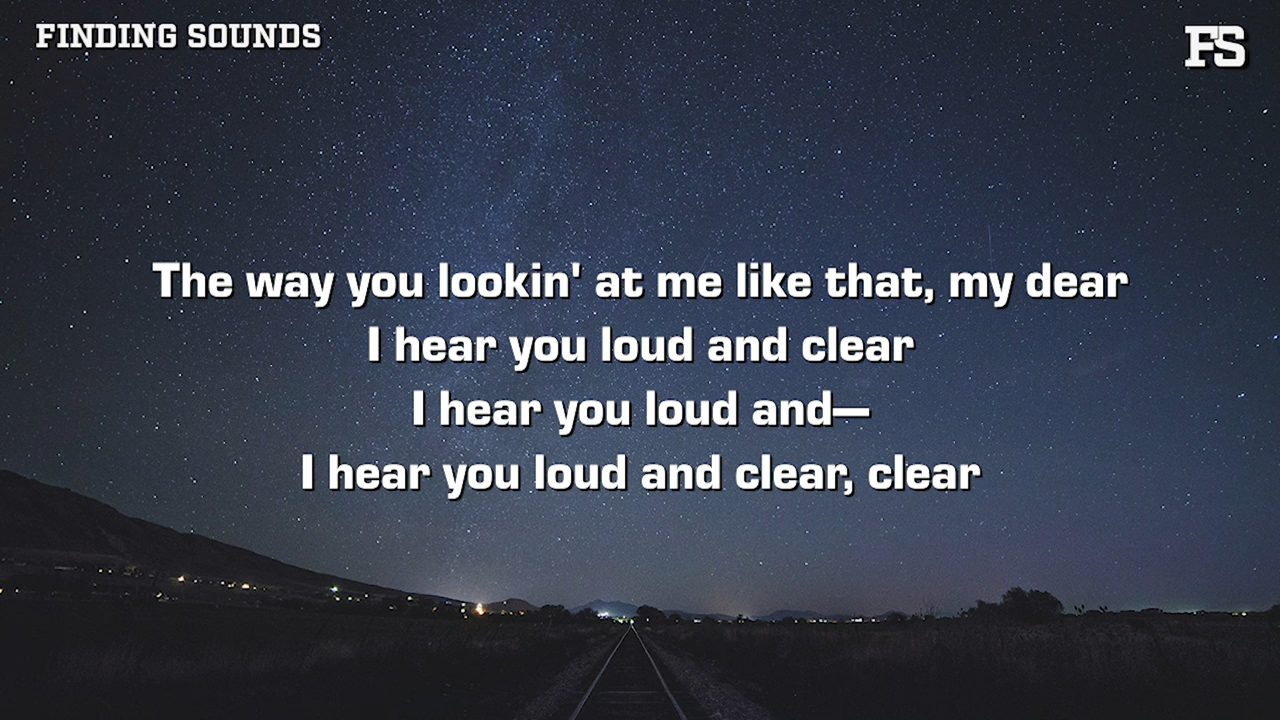 FINDING SOUNDS
FS
The way you lookin' at me like that, my dear
I hear you loud and clear
I hear you loud and—
I hear you loud and clear, clear